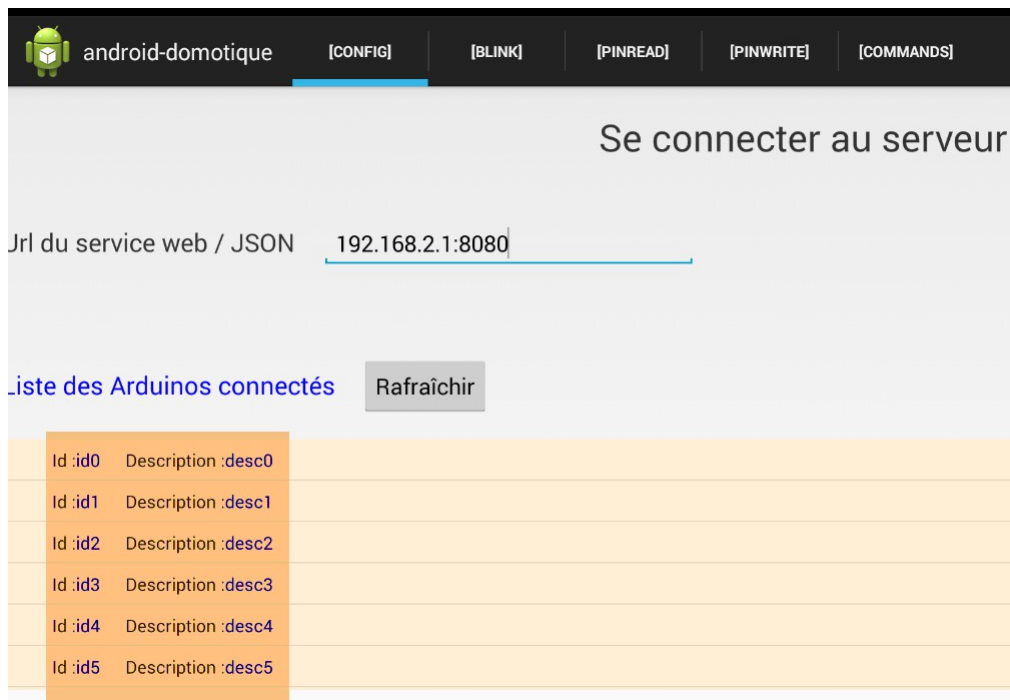 android-domotique [CONFIG] [BLINK] [PINREAD] [PINWRITE] [COMMANDS]
Se connecter au serveur
Url du service web / JSON 192.168.2.1:8080
Liste des Arduinos connectés Rafraîchir
Id :id0 Description :desc0
Id :id1 Description :desc1
Id :id2 Description :desc2
Id :id3 Description :desc3
Id :id4 Description :desc4
Id :id5 Description :desc5